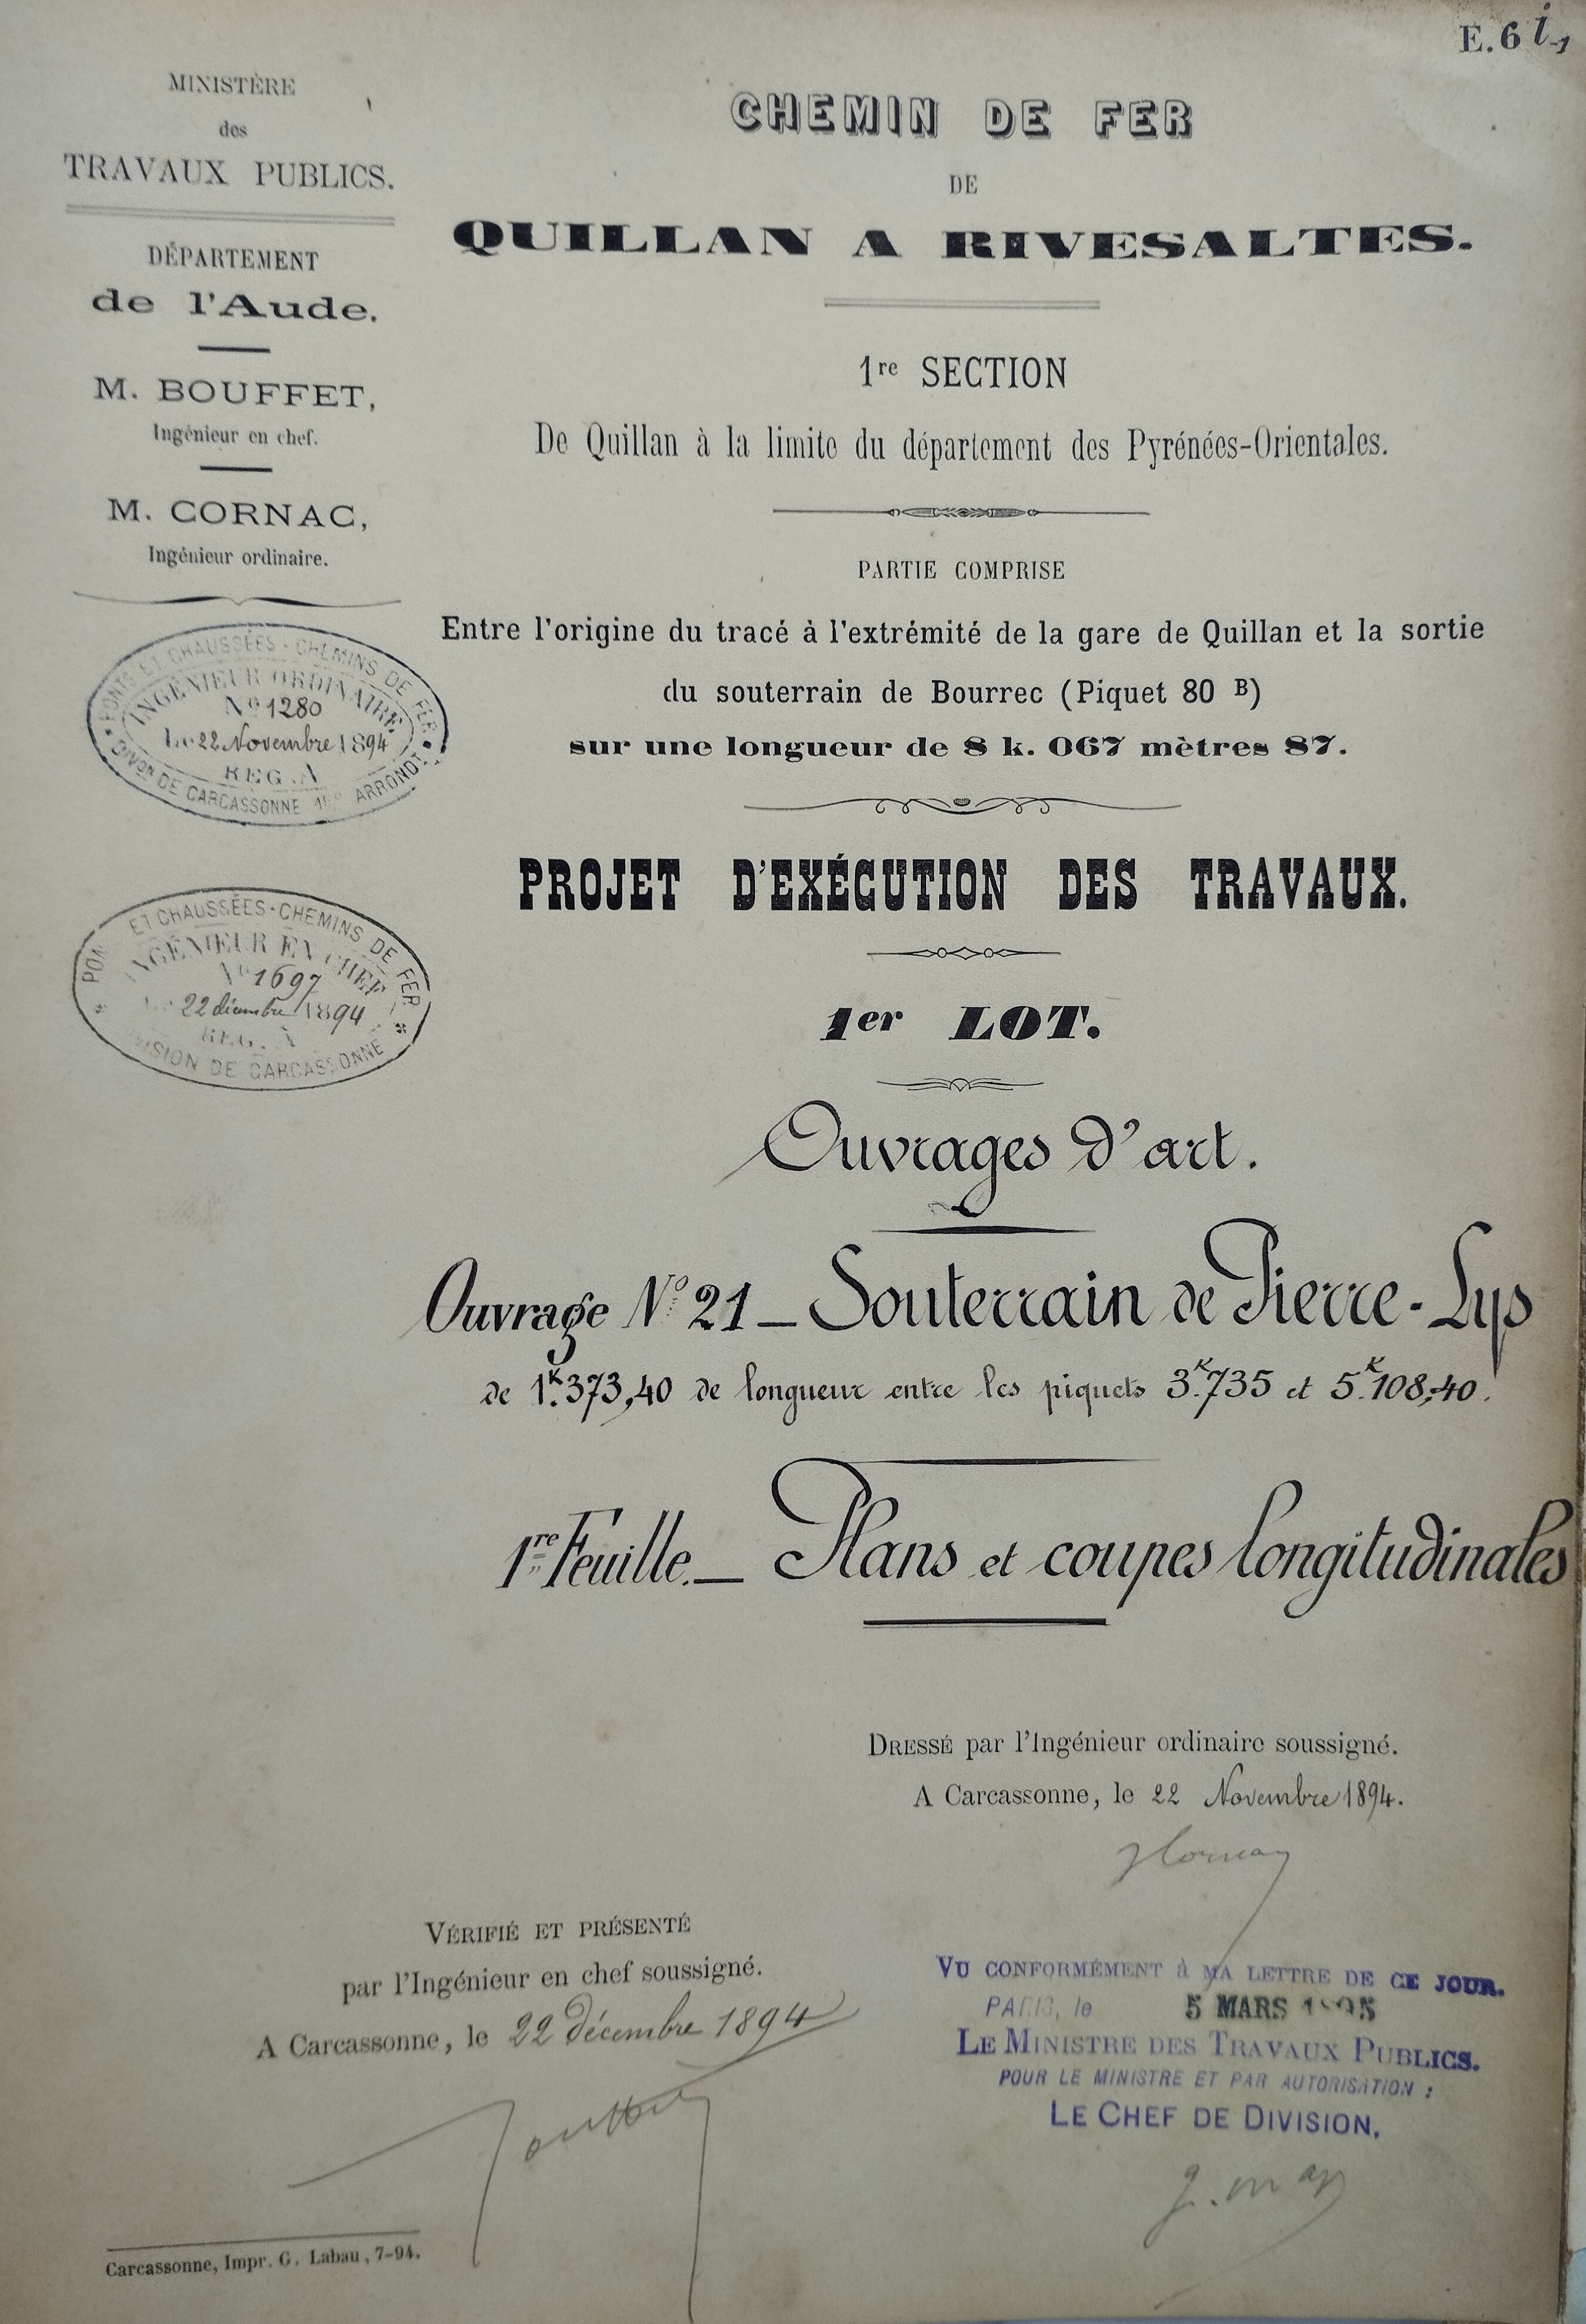 E.6 i-1
MINISTÈRE
des
TRAVAUX PUBLICS.
DÉPARTEMENT
de l'Aude.
M. BOUFFET,
Ingénieur en chef.
M. CORNAC,
Ingénieur ordinaire.
PONTS ET CHAUSSÉES - CHEMINS DE FER
INGÉNIEUR ORDINAIRE
No 1280
Le 22 Novembre 1894
REG. A
DIVON DE CARCASSONNE 1ER ARRONDT
PON ET CHAUSSÉES - CHEMINS DE FER
INGÉNIEUR EN CHEF
No 1697
22 décembre 1894
REG. A
DIVISION DE CARCASSONNE
CHEMIN DE FER
DE
QUILLAN A RIVESALTES.
1re SECTION
De Quillan à la limite du département des Pyrénées-Orientales.
PARTIE COMPRISE
Entre l'origine du tracé à l'extrémité de la gare de Quillan et la sortie
du souterrain de Bourrec (Piquet 80 B)
sur une longueur de 8 k. 067 mètres 87.
PROJET D'EXÉCUTION DES TRAVAUX.
1er LOT.
Ouvrages d'art.
Ouvrage No 21 _ Souterrain de Pierre-Lys
de 1K.373,40 de longueur entre les piquets 3K.735 et 5K.108,40.
1re Feuille. _ Plans et coupes longitudinales
DRESSÉ par l'Ingénieur ordinaire soussigné.
A Carcassonne, le 22 Novembre 1894.
VÉRIFIÉ ET PRÉSENTÉ
par l'Ingénieur en chef soussigné.
A Carcassonne, le 22 décembre 1894
VU CONFORMÉMENT à MA LETTRE DE CE JOUR.
PARIS, le 5 MARS 1895
LE MINISTRE DES TRAVAUX PUBLICS.
POUR LE MINISTRE ET PAR AUTORISATION :
LE CHEF DE DIVISION.
Carcassonne, Impr. G. Labau, 7-94.